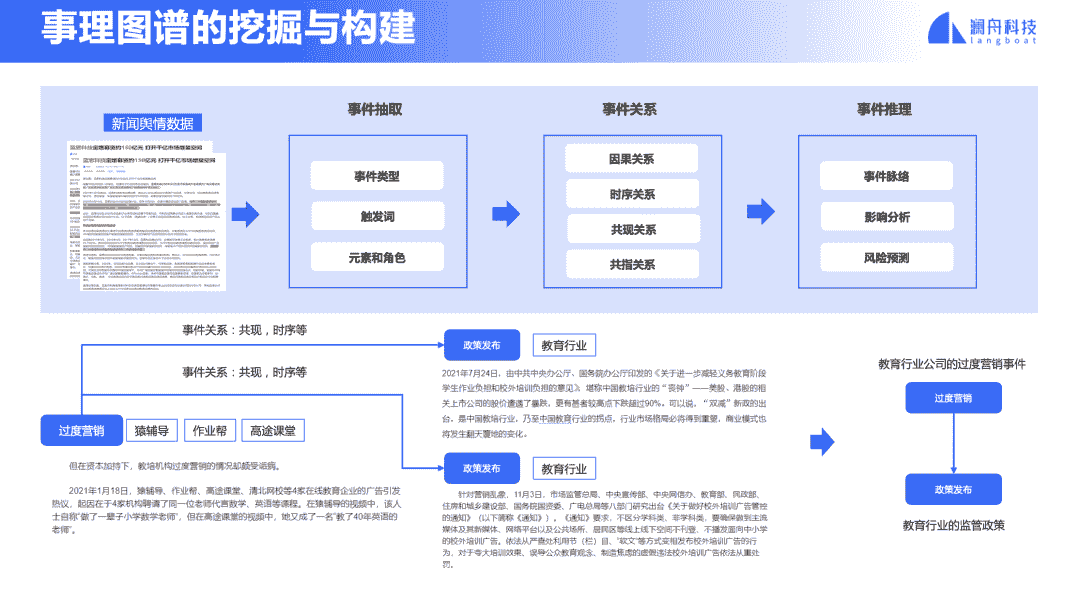 事理图谱的挖掘与构建
澜舟科技
langboat
新闻舆情数据
事件抽取
事件类型
触发词
元素和角色
事件关系
因果关系
时序关系
共现关系
共指关系
事件推理
事件脉络
影响分析
风险预测
事件关系：共现，时序等
事件关系：共现，时序等
过度营销
猿辅导
作业帮
高途课堂
但在资本加持下，教培机构过度营销的情况却颇受诟病。
2021年1月18日，猿辅导、作业帮、高途课堂、清北网校等4家在线教育企业的广告引发
热议，起因在于4家机构聘请了同一位老师代言数学、英语等课程。在猿辅导的视频中，该人
士自称“做了一辈子小学数学老师”，但在高途课堂的视频中，她又成了一名“教了40年英语的
老师”。
政策发布
教育行业
2021年7月24日，由中共中央办公厅、国务院办公厅印发的《关于进一步减轻义务教育阶段
学生作业负担和校外培训负担的意见》，堪称中国教培行业的“丧钟”——美股、港股的相
关上市公司的股价遭遇了暴跌，更有甚者较高点下跌超过90%。可以说，“双减”新政的出
台，是中国教培行业，乃至中国教育行业的拐点，行业市场格局必将得到重塑，商业模式也
将发生翻天覆地的变化。
政策发布
教育行业
针对营销乱象，11月3日，市场监管总局、中央宣传部、中央网信办、教育部、民政部、
住房和城乡建设部、国务院国资委、广电总局等八部门研究出台《关于做好校外培训广告管控
的通知》（以下简称《通知》）。《通知》要求，不区分学科类、非学科类，要确保做到主流
媒体及其新媒体、网络平台以及公共场所、居民区等线上线下空间不刊登、不播发面向中小学
的校外培训广告。依法从严查处利用节（栏）目、“软文”等方式变相发布校外培训广告的行
为，对于夸大培训效果、误导公众教育观念、制造焦虑的虚假违法校外培训广告依法从重处
罚。
教育行业公司的过度营销事件
过度营销
政策发布
教育行业的监管政策